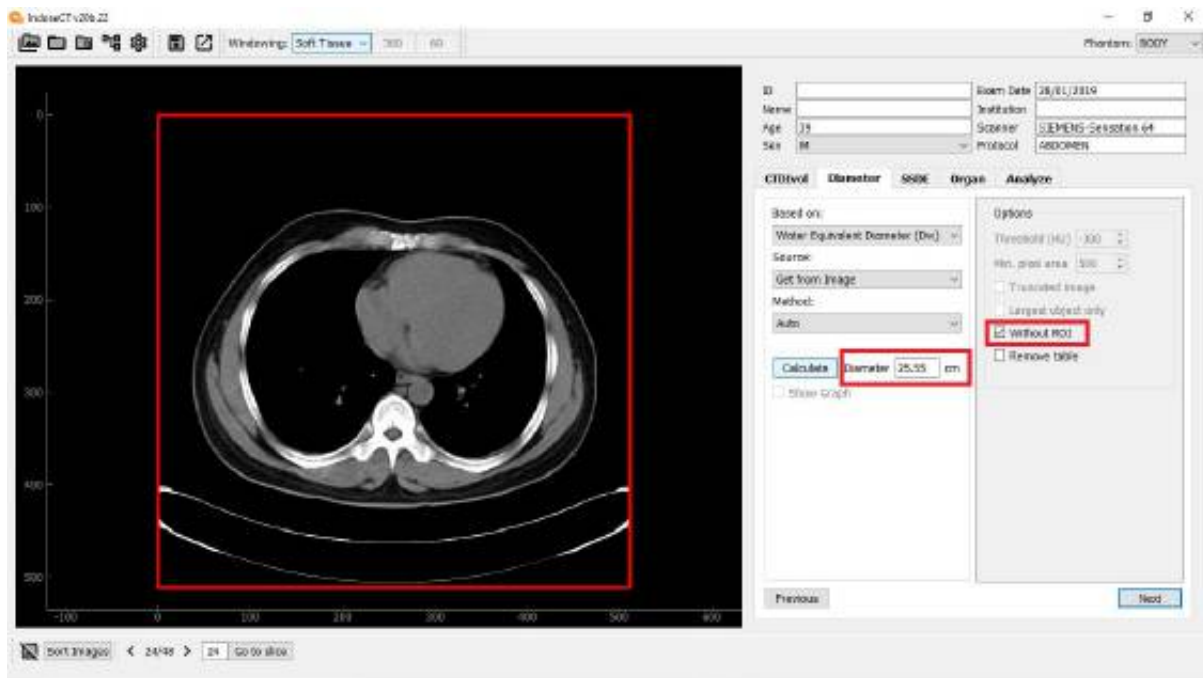 IndoseCT v20b.22
Windowing: Soft Tissue 300 60 Phantom: BODY
ID Exam Date 28/01/2019
Name Institution
Age 39 Scanner SIEMENS-Sensation 64
Sex M Protocol ABDOMEN
CTDIvol Diameter SSDE Organ Analyze
Based on: Options
Water Equivalent Diameter (Dw) Threshold (HU) -300
Source: Min. pixel area 500
Get from Image Truncated image
Method: Largest object only
Auto Without ROI
Calculate Diameter 25.55 cm Remove table
Show Graph
0
100
200
300
400
500
-100 0 100 200 300 400 500 600
Previous Next
Sort Images 24/48 24 Go to slice